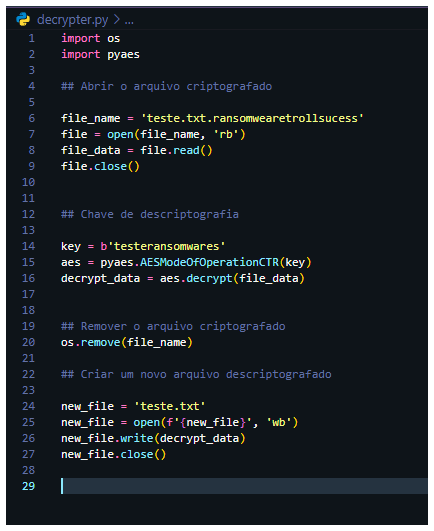 decrypter.py > ...
1 import os
2 import pyaes
3
4 ## Abrir o arquivo criptografado
5
6 file_name = 'teste.txt.ransomwearetrollsucess'
7 file = open(file_name, 'rb')
8 file_data = file.read()
9 file.close()
10
11
12 ## Chave de descriptografia
13
14 key = b'testeransomwares'
15 aes = pyaes.AESModeOfOperationCTR(key)
16 decrypt_data = aes.decrypt(file_data)
17
18
19 ## Remover o arquivo criptografado
20 os.remove(file_name)
21
22 ## Criar um novo arquivo descriptografado
23
24 new_file = 'teste.txt'
25 new_file = open(f'{new_file}', 'wb')
26 new_file.write(decrypt_data)
27 new_file.close()
28
29